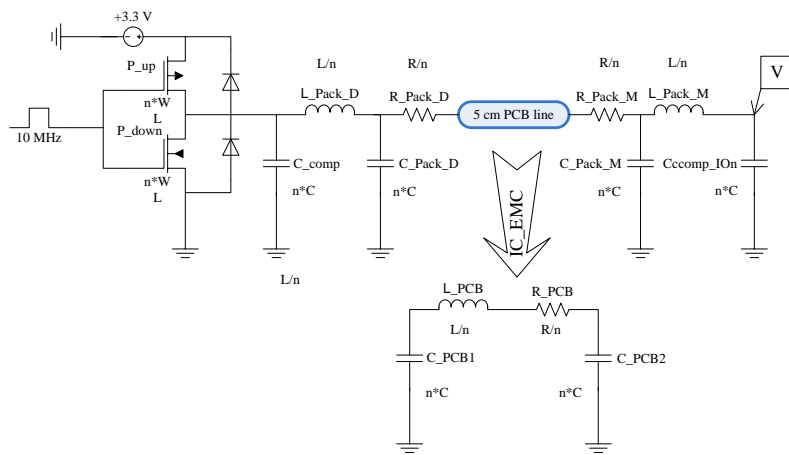 +3.3 V
P_up
n*W
L
P_down
n*W
L
10 MHz
C_comp
n*C
L/n
L_Pack_D
R/n
R_Pack_D
C_Pack_D
n*C
5 cm PCB line
R/n
R_Pack_M
L/n
L_Pack_M
C_Pack_M
n*C
Cccomp_IOn
n*C
V
IC_EMC
L/n
L_PCB
L/n
R_PCB
R/n
C_PCB1
n*C
C_PCB2
n*C